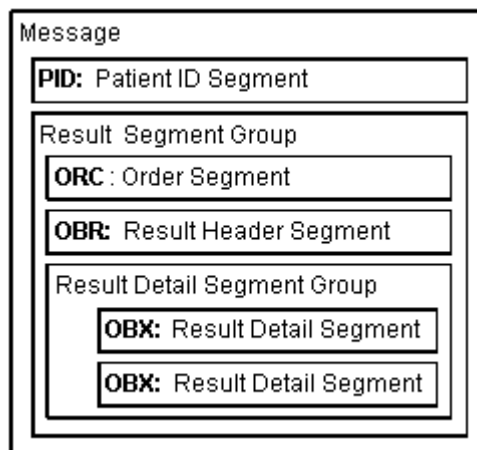 Message
PID: Patient ID Segment
Result Segment Group
ORC : Order Segment
OBR: Result Header Segment
Result Detail Segment Group
OBX: Result Detail Segment
OBX: Result Detail Segment